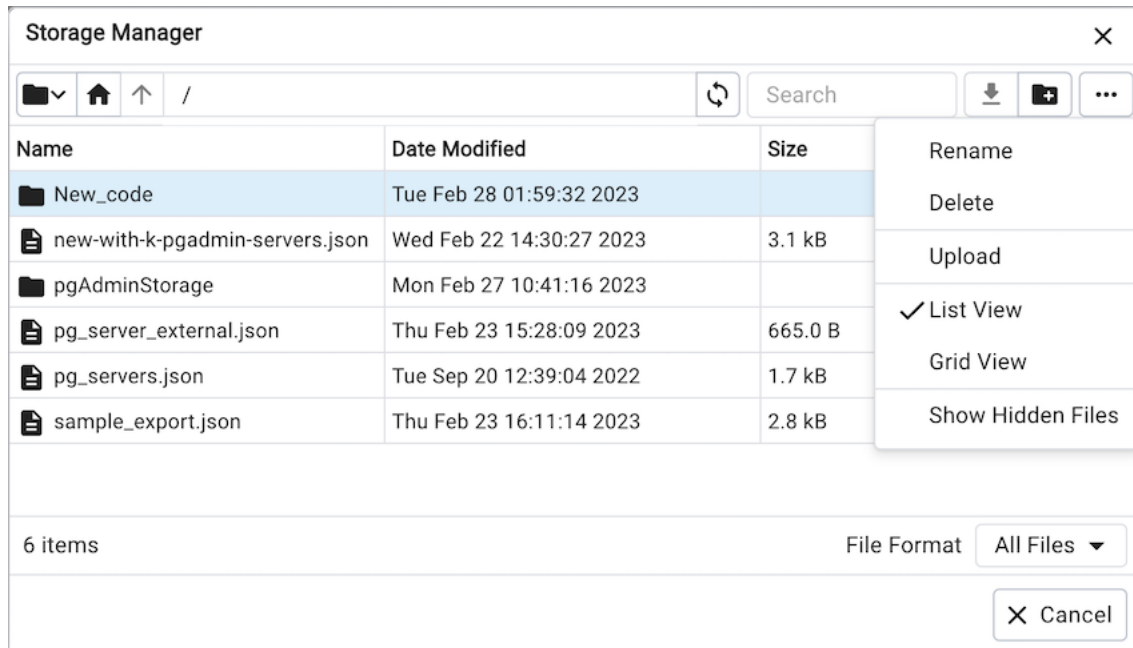 Storage Manager
/
Search
Name Date Modified Size
Rename
New_code Tue Feb 28 01:59:32 2023
Delete
new-with-k-pgadmin-servers.json Wed Feb 22 14:30:27 2023 3.1 kB
Upload
pgAdminStorage Mon Feb 27 10:41:16 2023
List View
pg_server_external.json Thu Feb 23 15:28:09 2023 665.0 B
Grid View
pg_servers.json Tue Sep 20 12:39:04 2022 1.7 kB
Show Hidden Files
sample_export.json Thu Feb 23 16:11:14 2023 2.8 kB
6 items File Format All Files
Cancel